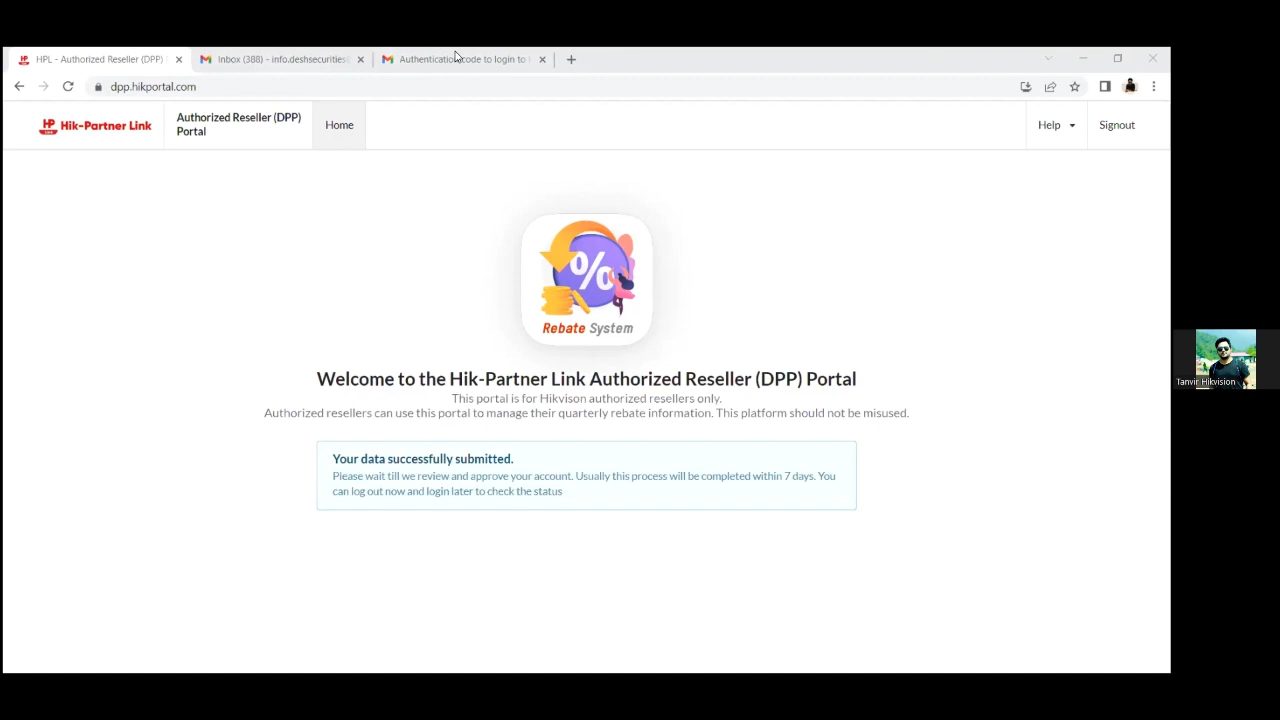 HPL - Authorized Reseller (DPP)
Inbox (388) - info.deshsecurities
Authentication code to login to
dpp.hikportal.com
HP
LINK
Hik-Partner Link
Authorized Reseller (DPP)
Portal
Home
Help
Signout
%
Rebate System
Welcome to the Hik-Partner Link Authorized Reseller (DPP) Portal
This portal is for Hikvison authorized resellers only.
Authorized resellers can use this portal to manage their quarterly rebate information. This platform should not be misused.
Your data successfully submitted.
Please wait till we review and approve your account. Usually this process will be completed within 7 days. You
can log out now and login later to check the status
Tanvir Hikvision